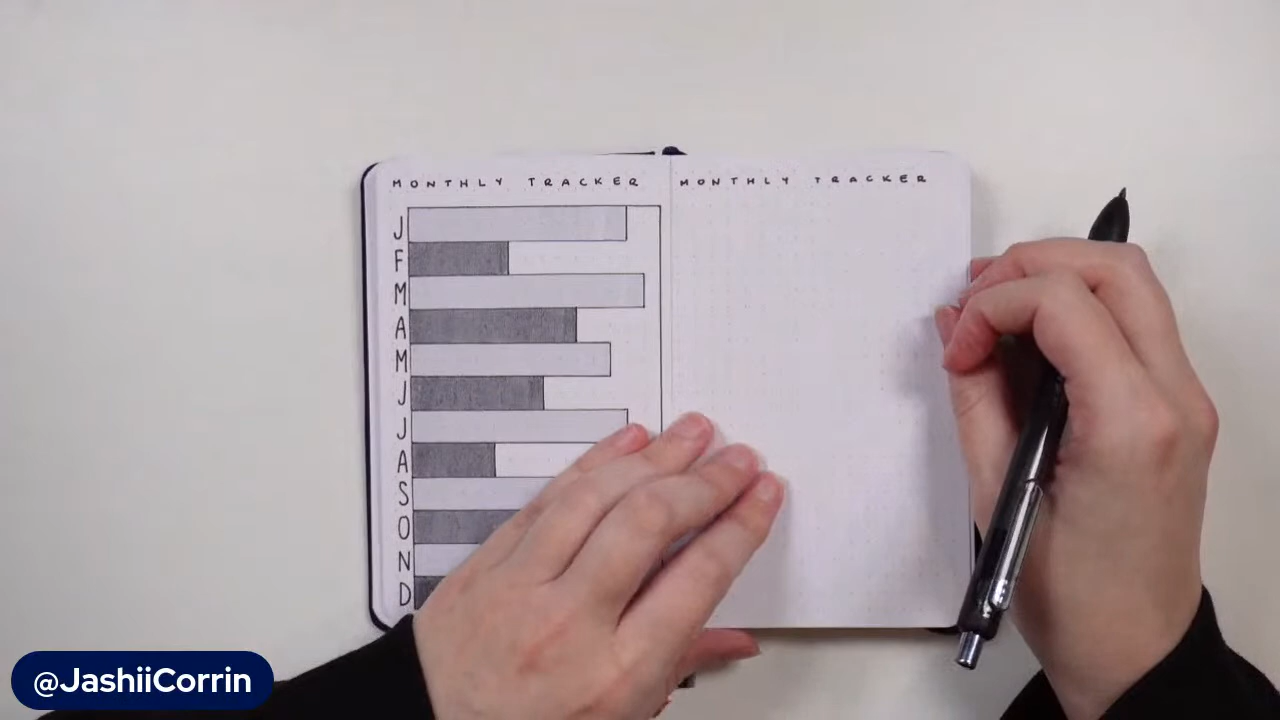 MONTHLY TRACKER
J
F
M
A
M
J
J
A
S
O
N
D
MONTHLY TRACKER
@JashiiCorrin